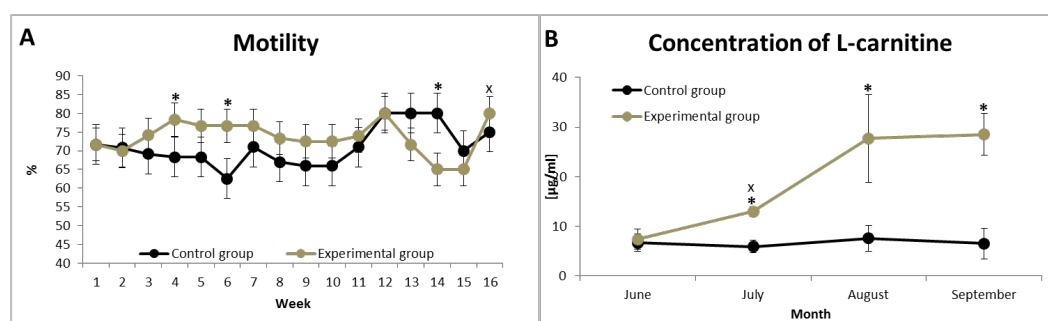 A
Motility
90
85
80
75
70
65
60
55
50
45
40
%
* * * x
Control group Experimental group
1 2 3 4 5 6 7 8 9 10 11 12 13 14 15 16
Week
B
Concentration of L-carnitine
40
30
20
10
0
[µg/ml]
Control group
Experimental group
* *
x
*
June July August September
Month